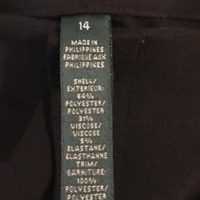 14
MADE IN
PHILIPPINES
FABRIQUÉ AUX
PHILIPPINES
SHELL/
EXTERIEUR:
64%
POLYESTER/
POLYESTER
31%
VISCOSE/
VISCOSE
5%
ELASTANE/
ELASTHANNE
TRIM/
GARNITURE:
100%
POLYESTER/
POLYESTER